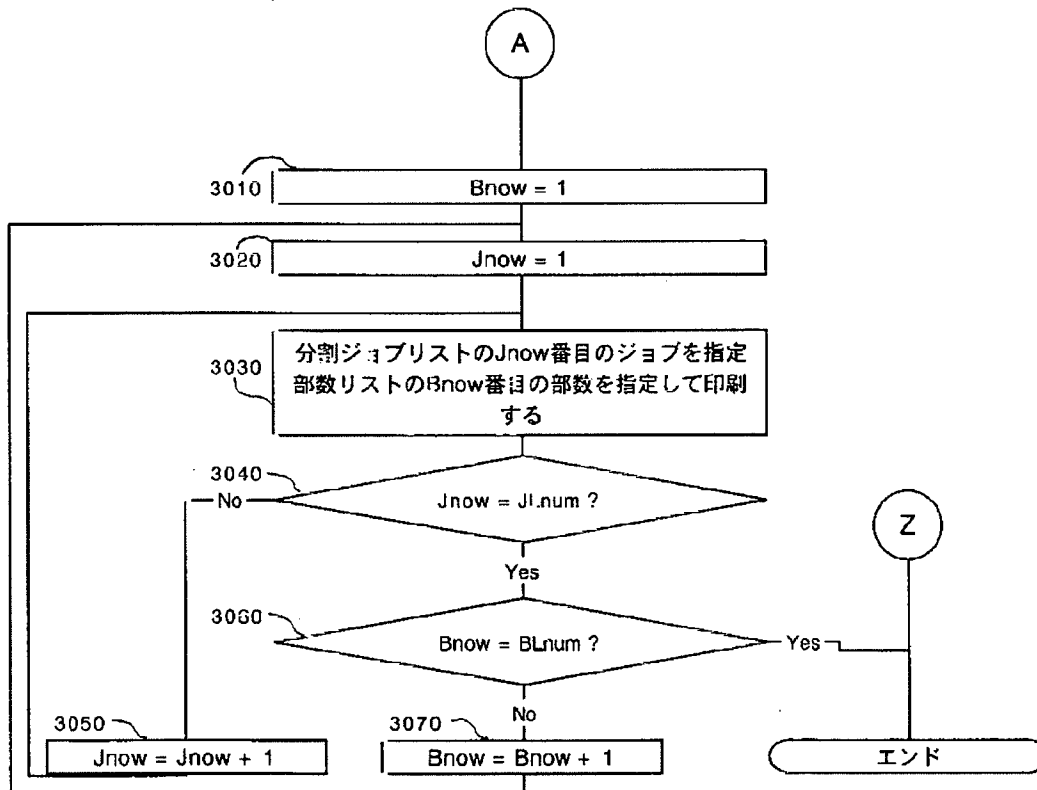 A
3010
Bnow = 1
3020
Jnow = 1
3030
分割ジョブリストのJnow番目のジョブを指定
部数リストのBnow番目の部数を指定して印刷
する
3040
No
Jnow = JLnum ?
Z
Yes
3060
Bnow = BLnum ?
Yes
No
3050
3070
Jnow = Jnow + 1
Bnow = Bnow + 1
エンド